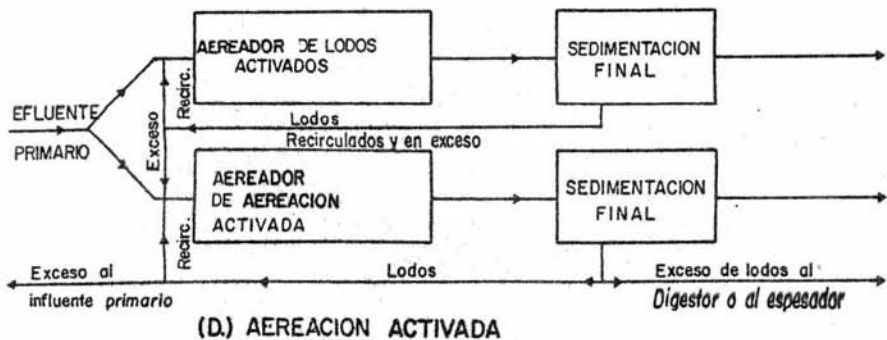 AEREADOR DE LODOS
ACTIVADOS
SEDIMENTACION
FINAL
EFLUENTE
PRIMARIO
Recirc.
Exceso
Lodos
Recirculados y en exceso
AEREADOR
DE AEREACION
ACTIVADA
SEDIMENTACION
FINAL
Recirc.
Exceso al
influente primario
Lodos
Exceso de lodos al
Digestor o al espesador
(D.) AEREACION ACTIVADA